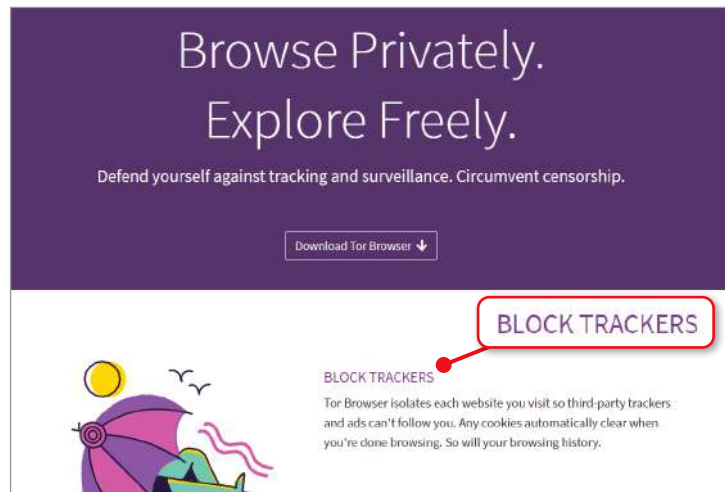 Browse Privately.
Explore Freely.
Defend yourself against tracking and surveillance. Circumvent censorship.
Download Tor Browser
BLOCK TRACKERS
BLOCK TRACKERS
Tor Browser isolates each website you visit so third-party trackers
and ads can't follow you. Any cookies automatically clear when
you're done browsing. So will your browsing history.